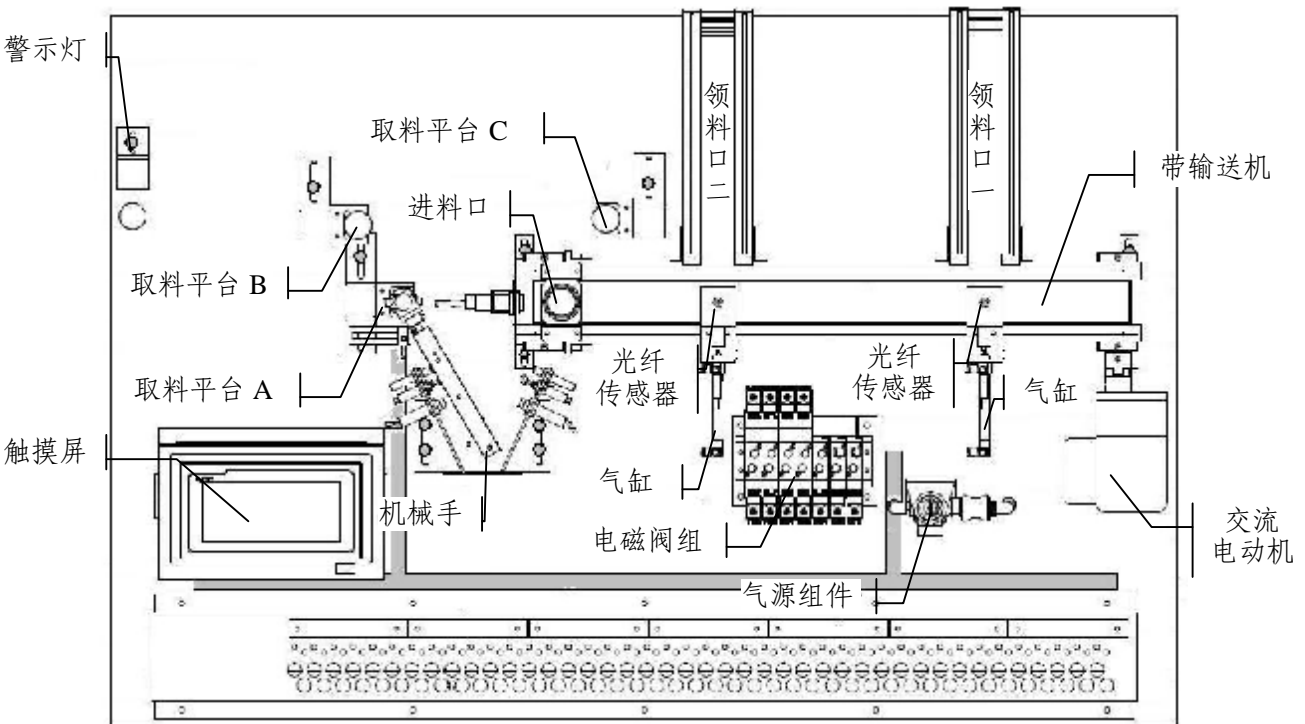 警示灯
取料平台 C
领料口二
领料口一
带输送机
进料口
取料平台 B
取料平台 A
光纤
传感器
光纤
传感器
气缸
触摸屏
气缸
机械手
电磁阀组
交流
电动机
气源组件